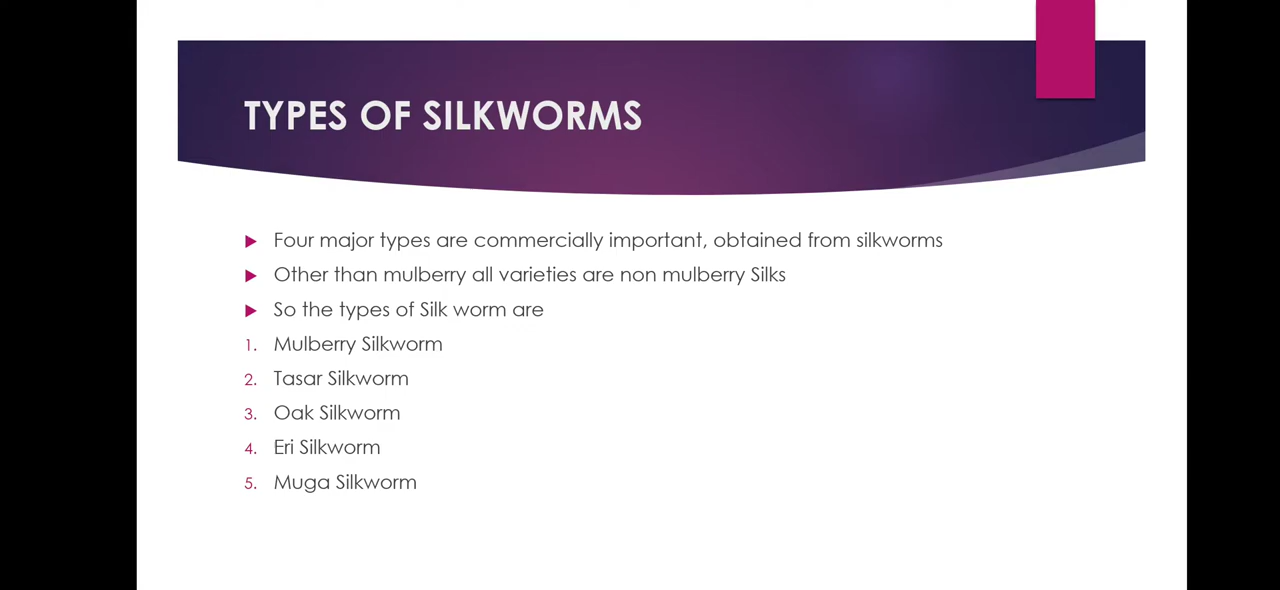 TYPES OF SILKWORMS
Four major types are commercially important, obtained from silkworms
Other than mulberry all varieties are non mulberry Silks
So the types of Silk worm are
1. Mulberry Silkworm
2. Tasar Silkworm
3. Oak Silkworm
4. Eri Silkworm
5. Muga Silkworm